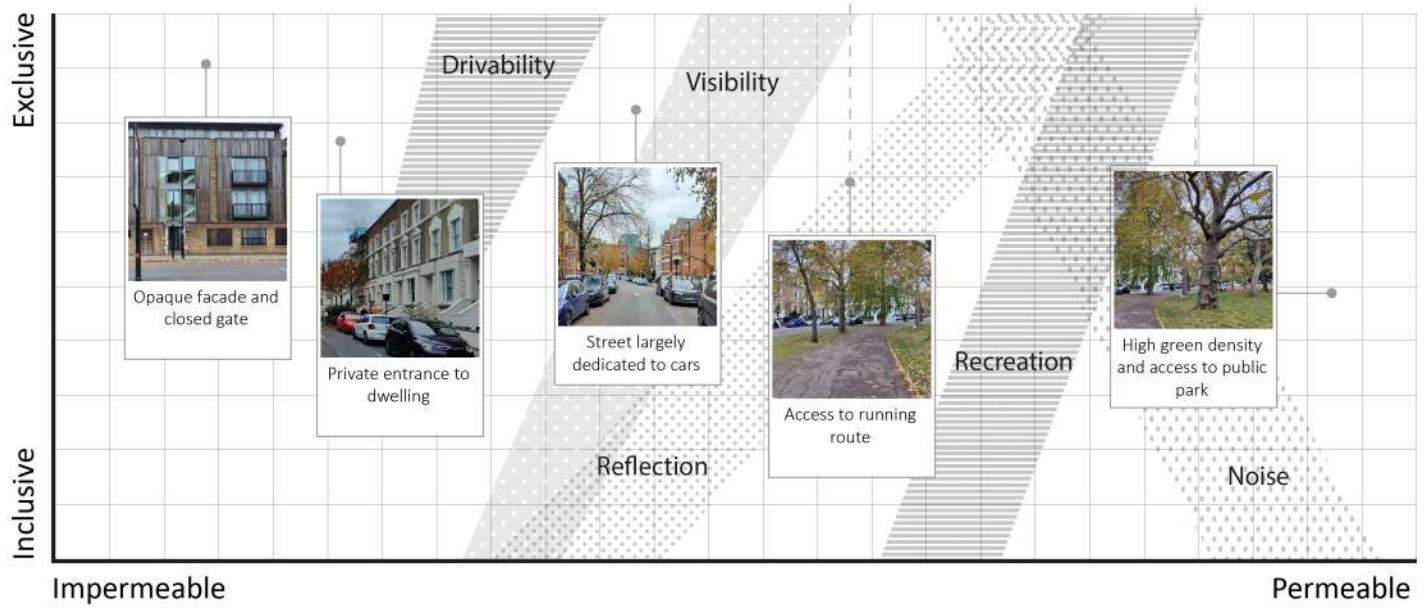 Exclusive
Inclusive
Drivability
Visibility
Opaque facade and
closed gate
Private entrance to
dwelling
Street largely
dedicated to cars
Reflection
Access to running
route
Recreation
High green density
and access to public
park
Noise
Impermeable
Permeable